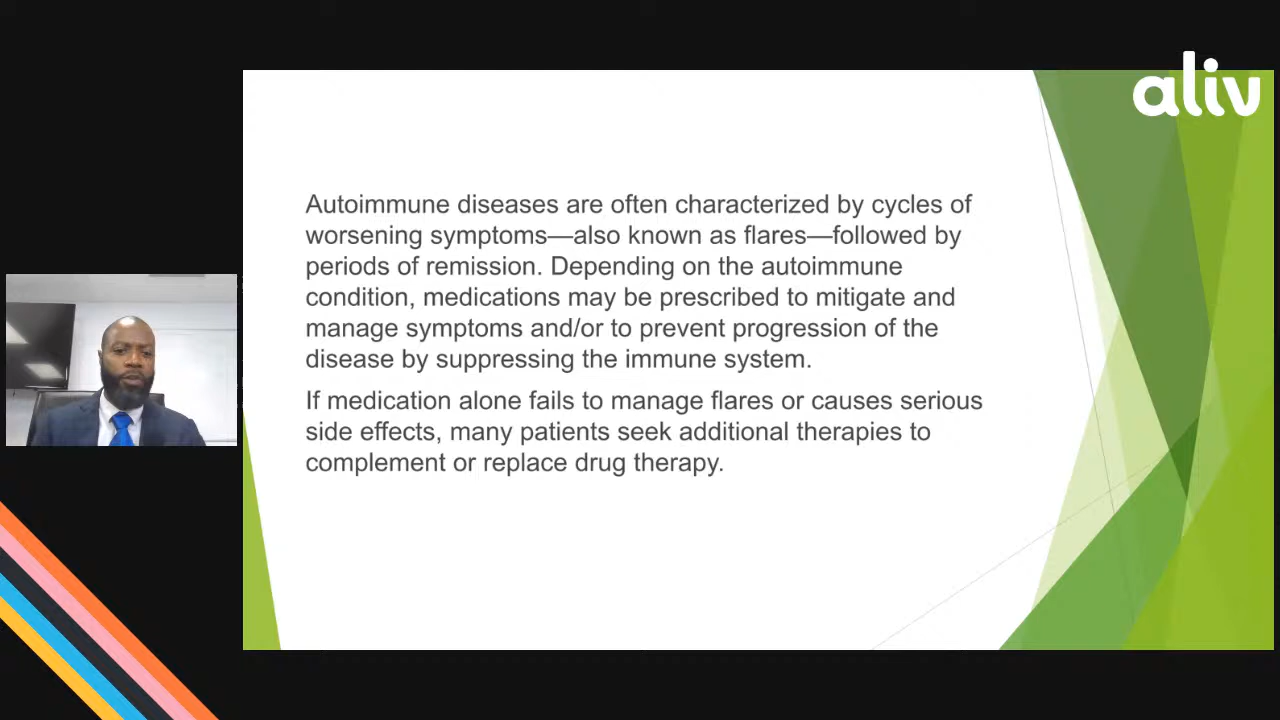 aliv
Autoimmune diseases are often characterized by cycles of
worsening symptoms—also known as flares—followed by
periods of remission. Depending on the autoimmune
condition, medications may be prescribed to mitigate and
manage symptoms and/or to prevent progression of the
disease by suppressing the immune system.
If medication alone fails to manage flares or causes serious
side effects, many patients seek additional therapies to
complement or replace drug therapy.